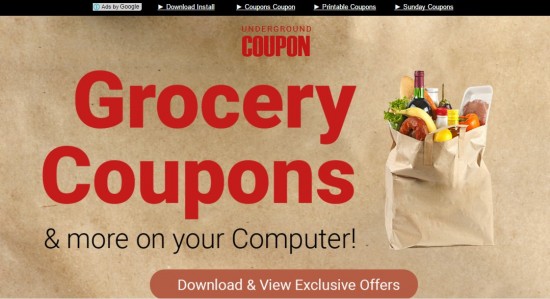 Ads by Google
► Download Install
► Coupons Coupon
► Printable Coupons
► Sunday Coupons
UNDERGROUND
COUPON
Grocery
Coupons
& more on your Computer!
Download & View Exclusive Offers